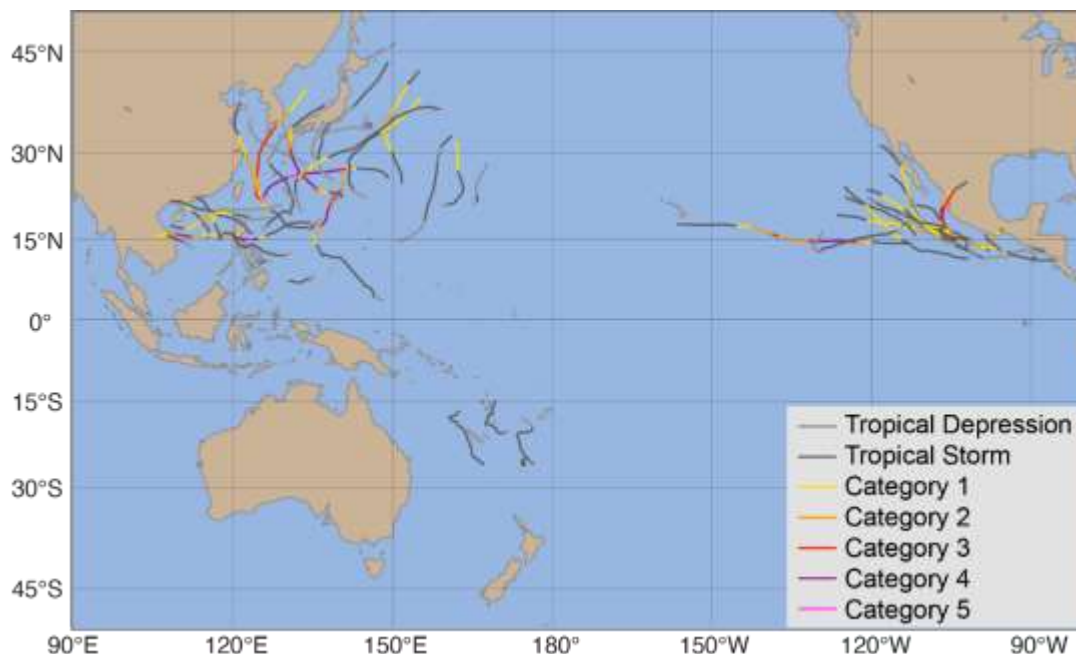 45°N
30°N
15°N
0°
15°S
30°S
45°S
Tropical Depression
Tropical Storm
Category 1
Category 2
Category 3
Category 4
Category 5
90°E 120°E 150°E 180° 150°W 120°W 90°W